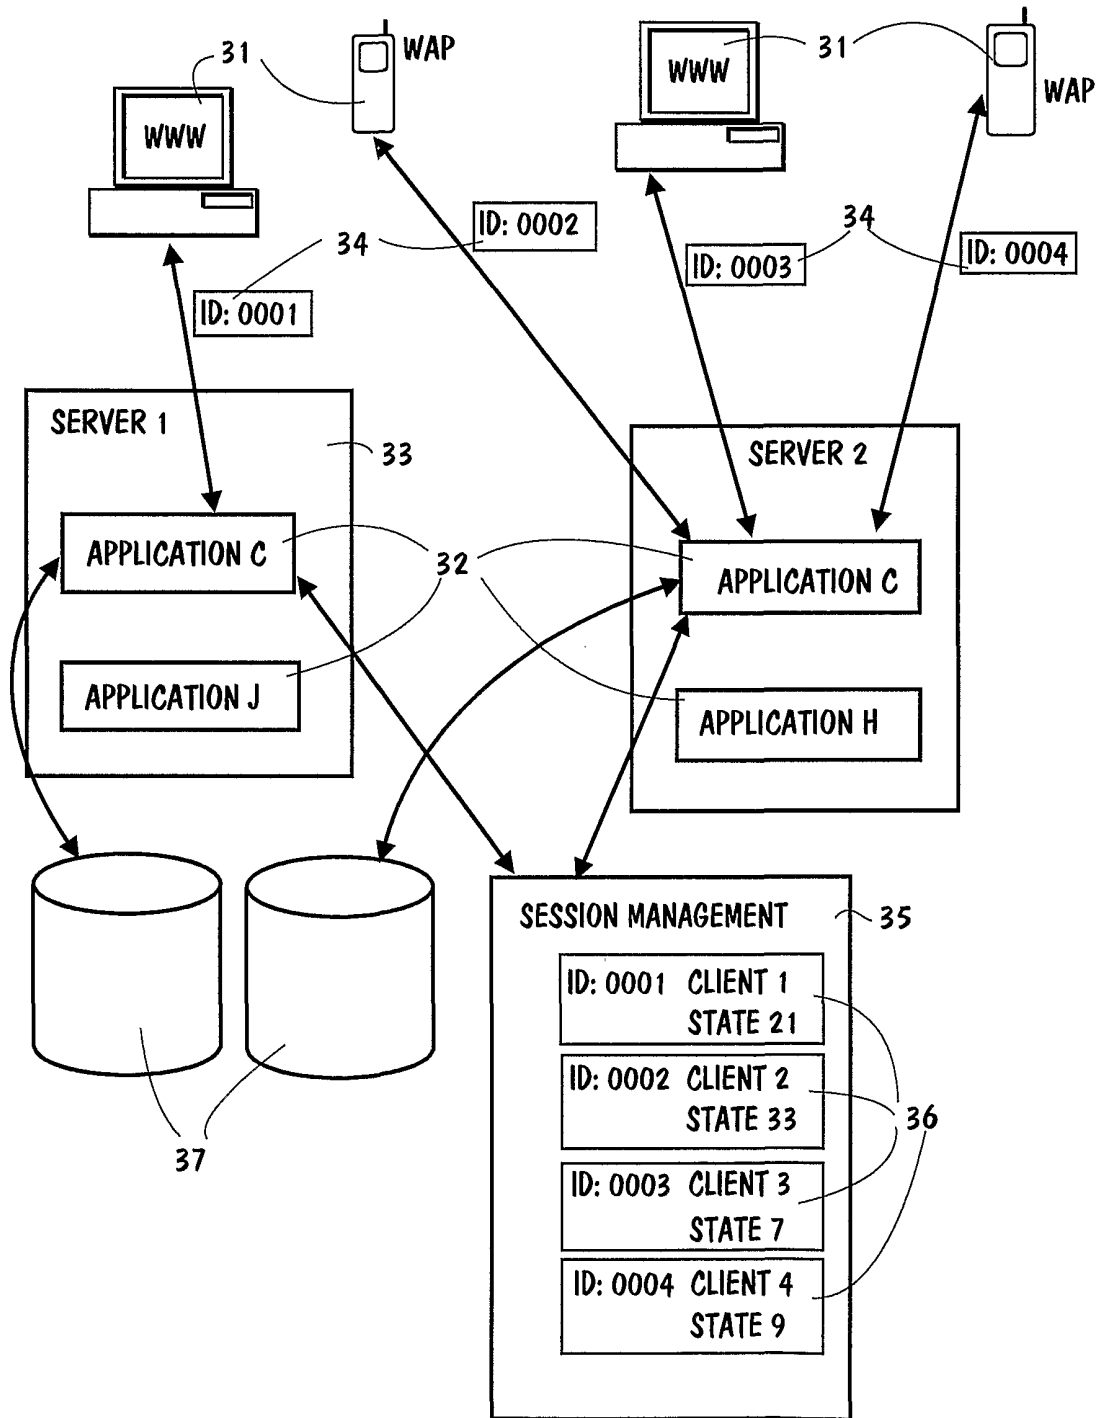 31
WAP
31
WWW
WAP
WWW
34
ID: 0002
34
ID: 0003
ID: 0004
ID: 0001
SERVER 1
33
SERVER 2
APPLICATION C
32
APPLICATION C
APPLICATION J
APPLICATION H
SESSION MANAGEMENT
35
ID: 0001 CLIENT 1
STATE 21
ID: 0002 CLIENT 2
STATE 33
36
37
ID: 0003 CLIENT 3
STATE 7
ID: 0004 CLIENT 4
STATE 9